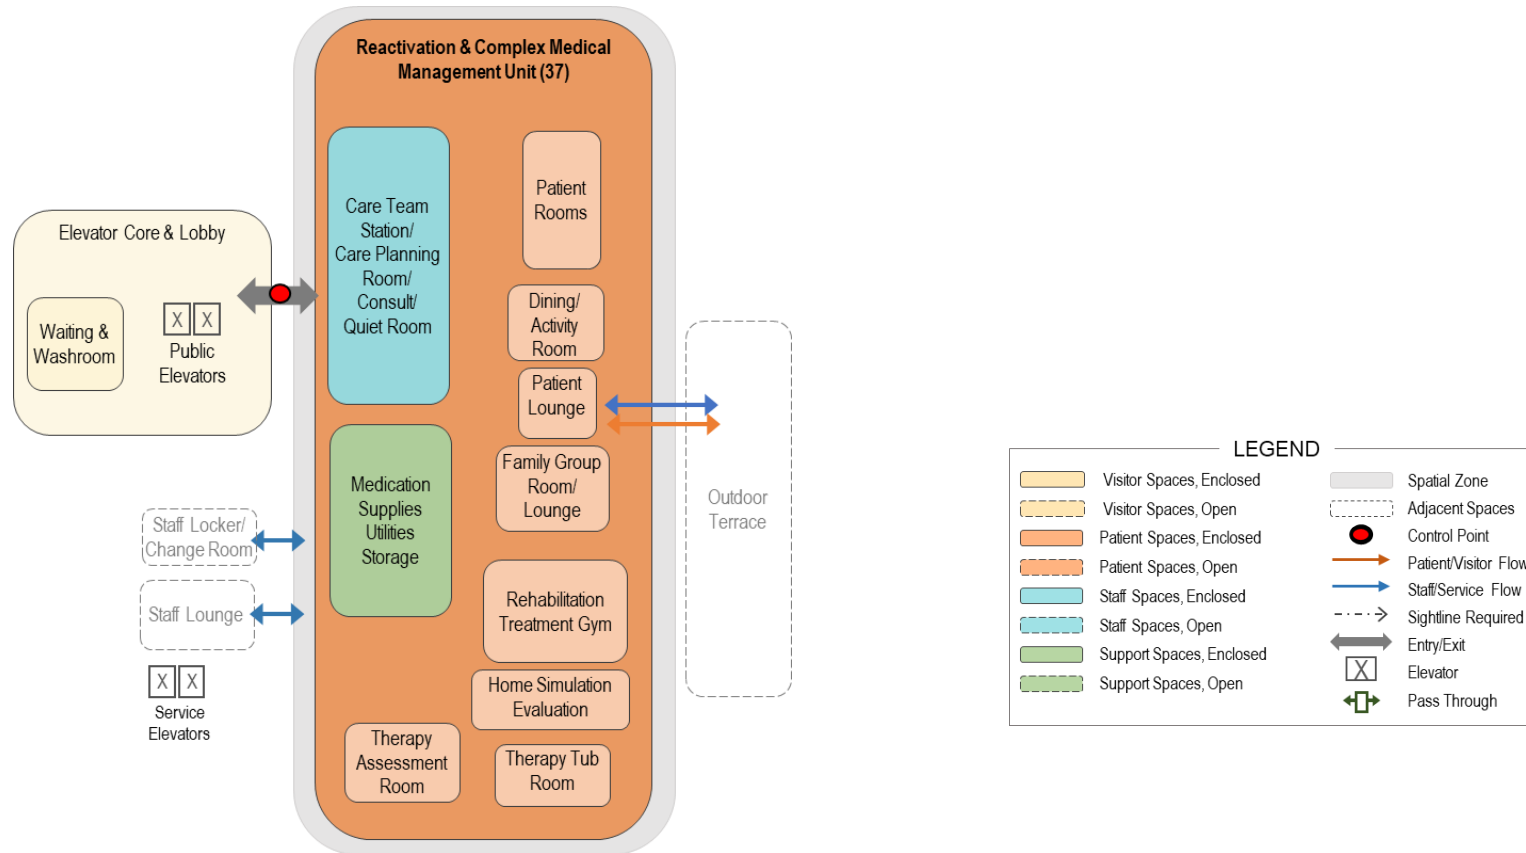 Reactivation & Complex Medical
Management Unit (37)
Care Team
Station/
Care Planning
Room/
Consult/
Quiet Room
Patient
Rooms
Elevator Core & Lobby
Waiting &
Washroom
X X
Public
Elevators
Dining/
Activity
Room
Patient
Lounge
Family Group
Room/
Lounge
Medication
Supplies
Utilities
Storage
Outdoor
Terrace
Staff Locker/
Change Room
Staff Lounge
X X
Service
Elevators
Rehabilitation
Treatment Gym
Home Simulation
Evaluation
Therapy
Assessment
Room
Therapy Tub
Room
LEGEND
Visitor Spaces, Enclosed
Visitor Spaces, Open
Patient Spaces, Enclosed
Patient Spaces, Open
Staff Spaces, Enclosed
Staff Spaces, Open
Support Spaces, Enclosed
Support Spaces, Open
Spatial Zone
Adjacent Spaces
Control Point
Patient/Visitor Flow
Staff/Service Flow
Sightline Required
Entry/Exit
X
Elevator
Pass Through